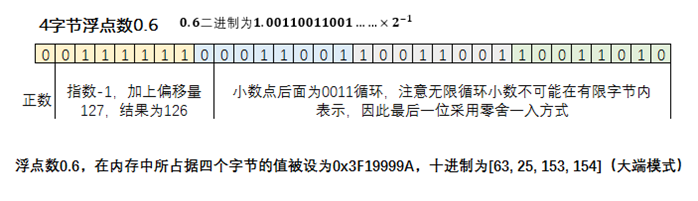 4字节浮点数0.6 0.6二进制为1.00110011001……×2⁻¹
0 0 1 1 1 1 1 1 0 0 0 1 1 0 0 1 1 0 0 1 1 0 0 1 1 0 0 1 1 0 1 0
正数
指数-1，加上偏移量
127，结果为126
小数点后面为0011循环，注意无限循环小数不可能在有限字节内
表示，因此最后一位采用零舍一入方式
浮点数0.6，在内存中所占据四个字节的值被设为0x3F19999A，十进制为[63, 25, 153, 154]（大端模式）